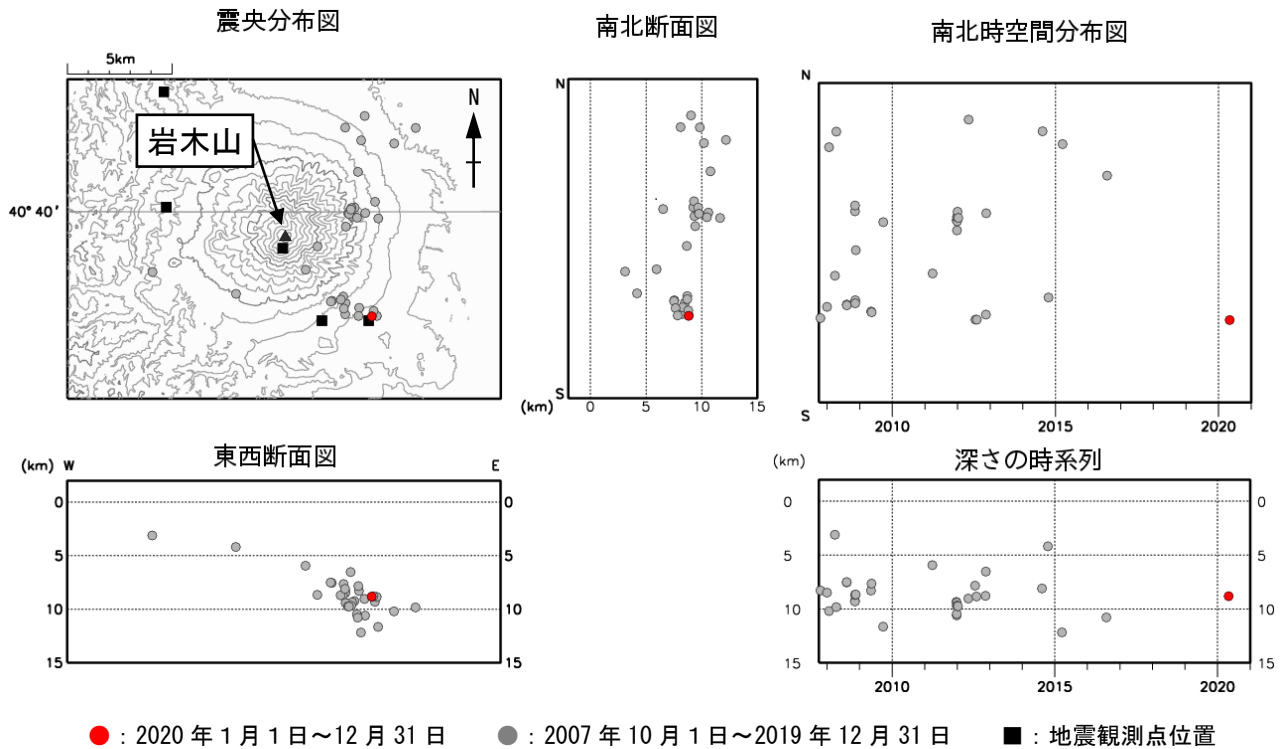 震央分布図
5km
N
岩木山
40° 40′
南北断面図
N
S
(km)
0
5
10
15
南北時空間分布図
N
S
2010
2015
2020
東西断面図
(km) W
E
0
0
5
5
10
10
15
15
深さの時系列
(km)
0
0
5
5
10
10
15
15
2010
2015
2020
：2020 年 1 月 1 日～12 月 31 日
：2007 年 10 月 1 日～2019 年 12 月 31 日
：地震観測点位置